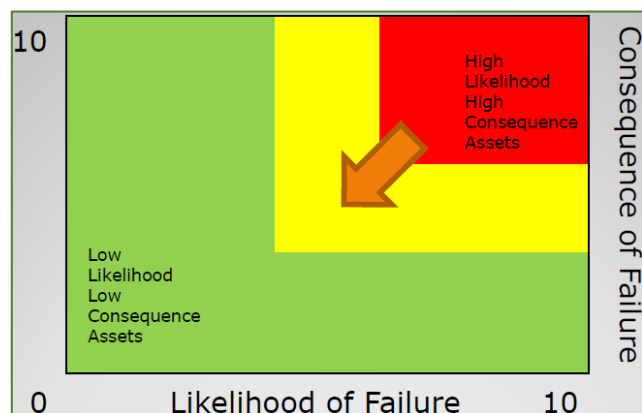 10
High
Likelihood
High
Consequence
Assets
Consequence of Failure
Low
Likelihood
Low
Consequence
Assets
0 Likelihood of Failure 10